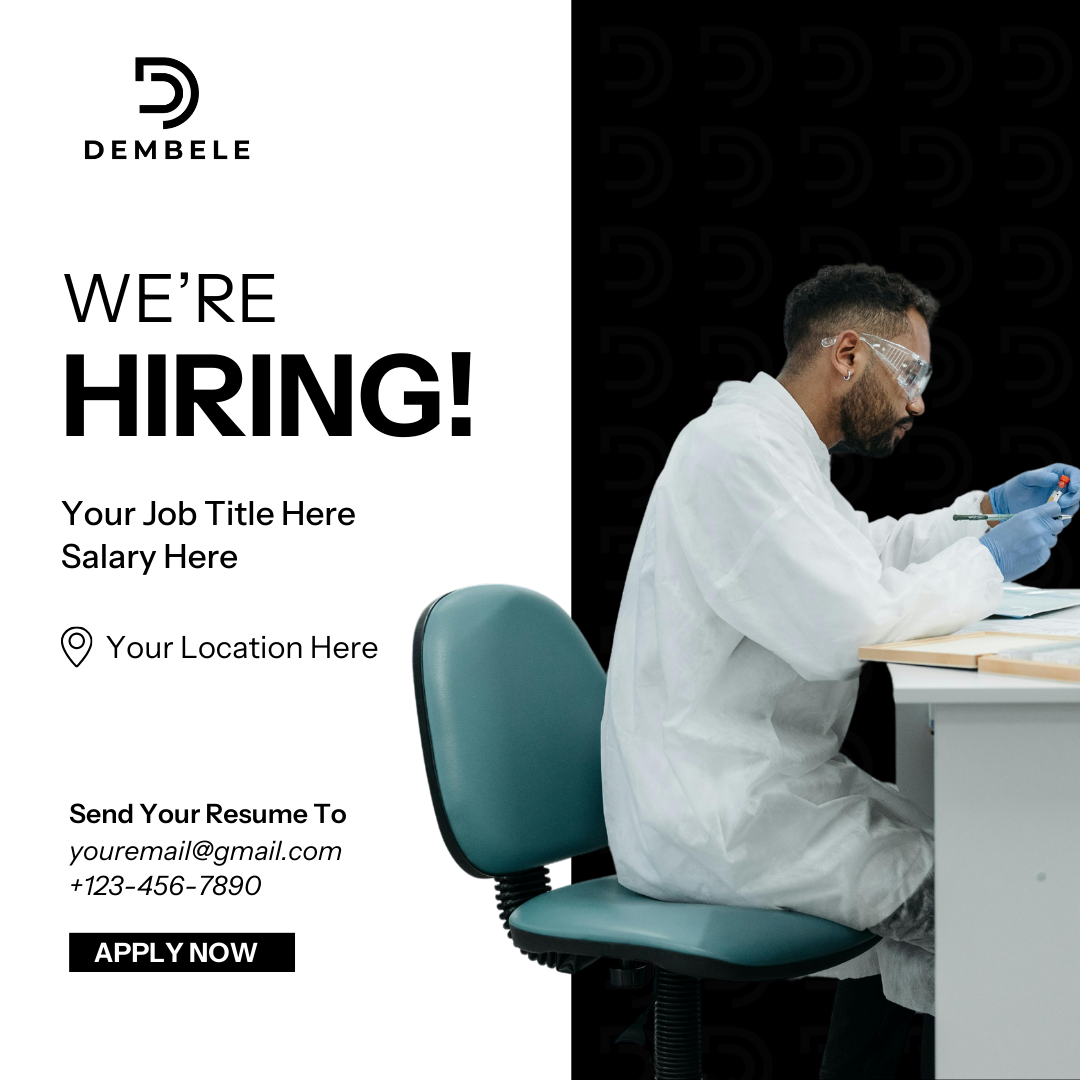 DEMBELE
WE’RE
HIRING!
Your Job Title Here
Salary Here
Your Location Here
Send Your Resume To
youremail@gmail.com
+123-456-7890
APPLY NOW